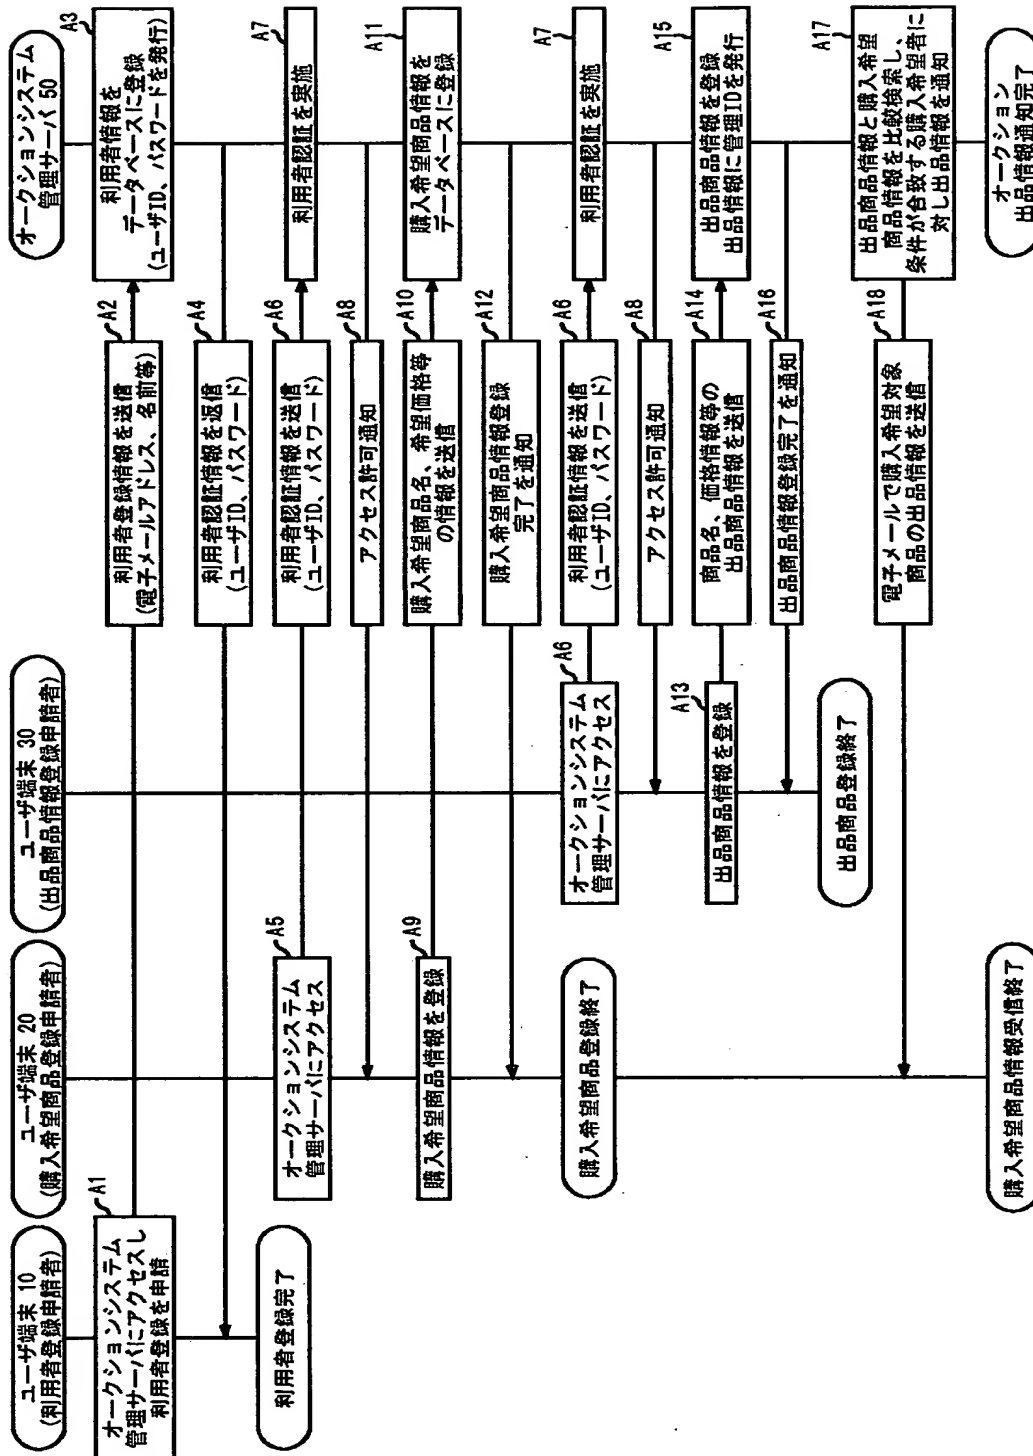 ユーザ端末 10
(利用者登録申請者)
ユーザ端末 20
(購入希望商品登録申請者)
ユーザ端末 30
(出品商品情報登録申請者)
オークションシステム
管理サーバ 50
A1
オークションシステム
管理サーバにアクセスし
利用者登録を申請
A2
利用者登録情報を送信
(電子メールアドレス、名前等)
A3
利用者情報を
データベースに登録
(ユーザID、パスワードを発行)
A4
利用者認証情報を返信
(ユーザID、パスワード)
利用者登録完了
A5
オークションシステム
管理サーバにアクセス
A6
利用者認証情報を送信
(ユーザID、パスワード)
A7
利用者認証を実施
A8
アクセス許可通知
A9
購入希望商品情報を登録
A10
購入希望商品名、希望価格等
の情報を送信
A11
購入希望商品情報を
データベースに登録
A12
購入希望商品情報登録
完了を通知
購入希望商品登録終了
A6
オークションシステム
管理サーバにアクセス
A6
利用者認証情報を送信
(ユーザID、パスワード)
A7
利用者認証を実施
A8
アクセス許可通知
A13
出品商品情報を登録
A14
商品名、価格情報等の
出品商品情報を送信
A15
出品商品情報を登録
出品情報に管理IDを発行
A16
出品商品情報登録完了を通知
出品商品登録終了
A17
出品商品情報と購入希望
商品情報を比較検索し、
条件が合致する購入希望者に
対し出品情報を通知
A18
電子メールで購入希望対象
商品の出品情報を送信
購入希望商品情報受信終了
オークション
出品情報通知完了